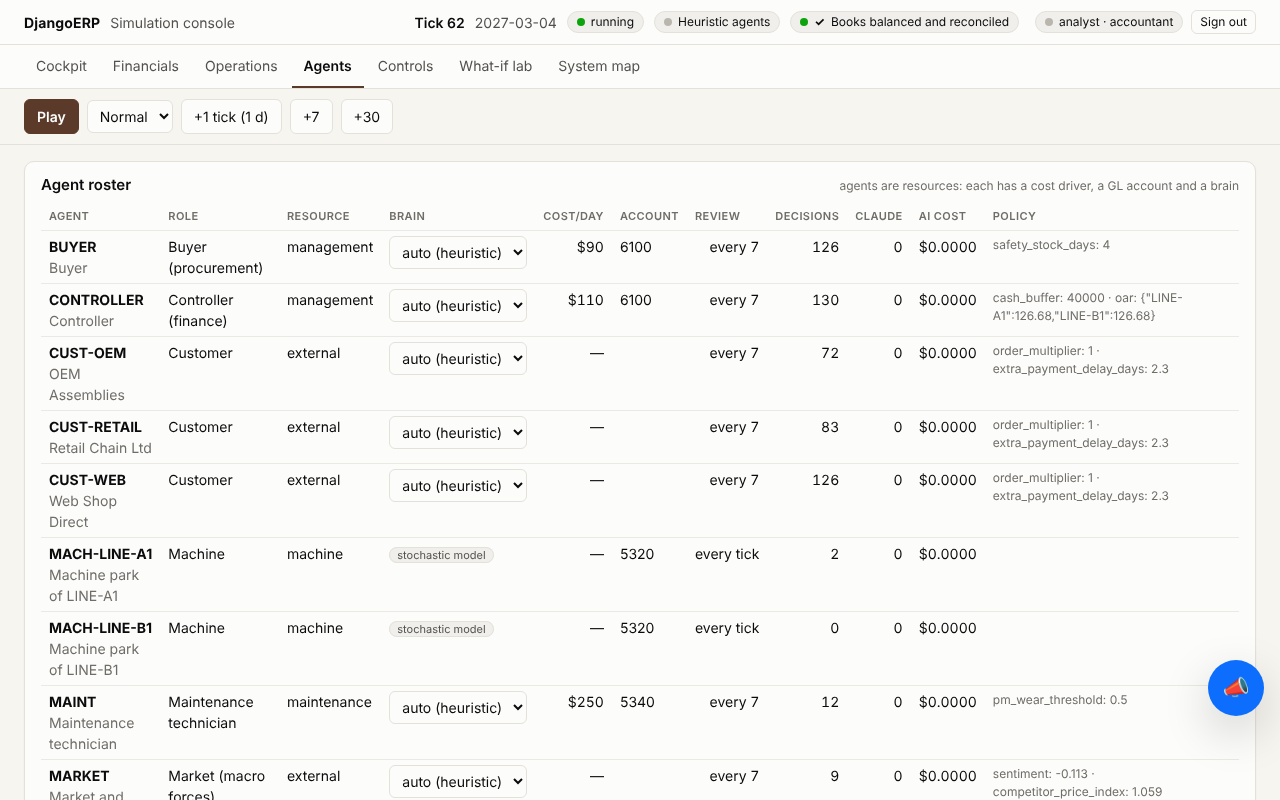 DjangoERP Simulation console Tick 62 2027-03-04 running Heuristic agents ✔ Books balanced and reconciled analyst · accountant Sign out
Cockpit Financials Operations Agents Controls What-if lab System map
Play Normal +1 tick (1 d) +7 +30
Agent roster agents are resources: each has a cost driver, a GL account and a brain
AGENT ROLE RESOURCE BRAIN COST/DAY ACCOUNT REVIEW DECISIONS CLAUDE AI COST POLICY
BUYER Buyer management auto (heuristic) $90 6100 every 7 126 0 $0.0000 safety_stock_days: 4
Buyer (procurement)
CONTROLLER Controller management auto (heuristic) $110 6100 every 7 130 0 $0.0000 cash_buffer: 40000 · oar: {"LINE-
Controller (finance) A1":126.68,"LINE-B1":126.68}
CUST-OEM Customer external auto (heuristic) — every 7 72 0 $0.0000 order_multiplier: 1 ·
OEM extra_payment_delay_days: 2.3
Assemblies
CUST-RETAIL Customer external auto (heuristic) — every 7 83 0 $0.0000 order_multiplier: 1 ·
Retail Chain Ltd extra_payment_delay_days: 2.3
CUST-WEB Customer external auto (heuristic) — every 7 126 0 $0.0000 order_multiplier: 1 ·
Web Shop extra_payment_delay_days: 2.3
Direct
MACH-LINE-A1 Machine machine stochastic model — 5320 every tick 2 0 $0.0000
Machine park
of LINE-A1
MACH-LINE-B1 Machine machine stochastic model — 5320 every tick 0 0 $0.0000
Machine park
of LINE-B1
MAINT Maintenance maintenance auto (heuristic) $250 5340 every 7 12 0 $0.0000 pm_wear_threshold: 0.5
Maintenance technician
technician
MARKET Market (macro external auto (heuristic) — every 7 9 0 $0.0000 sentiment: -0.113 ·
Market and forces) competitor_price_index: 1.059